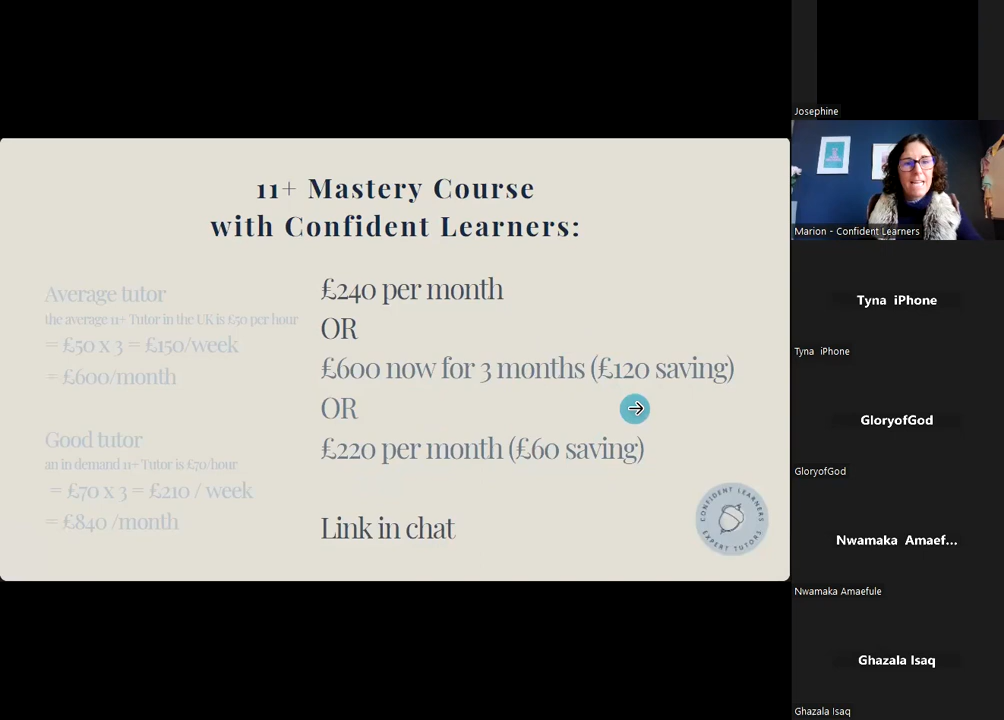 11+ Mastery Course
with Confident Learners:
Average tutor
the average 11+ Tutor in the UK is £50 per hour
= £50 x 3 = £150/week
= £600/month
Good tutor
an in demand 11+ Tutor is £70/hour
= £70 x 3 = £210 / week
= £840 /month
£240 per month
OR
£600 now for 3 months (£120 saving)
OR
£220 per month (£60 saving)
Link in chat
CONFIDENT LEARNERS
EXPERT TUTORS
Josephine
Marion - Confident Learners
Tyna iPhone
Tyna iPhone
GloryofGod
GloryofGod
Nwamaka Amaef...
Nwamaka Amaefule
Ghazala Isaq
Ghazala Isaq